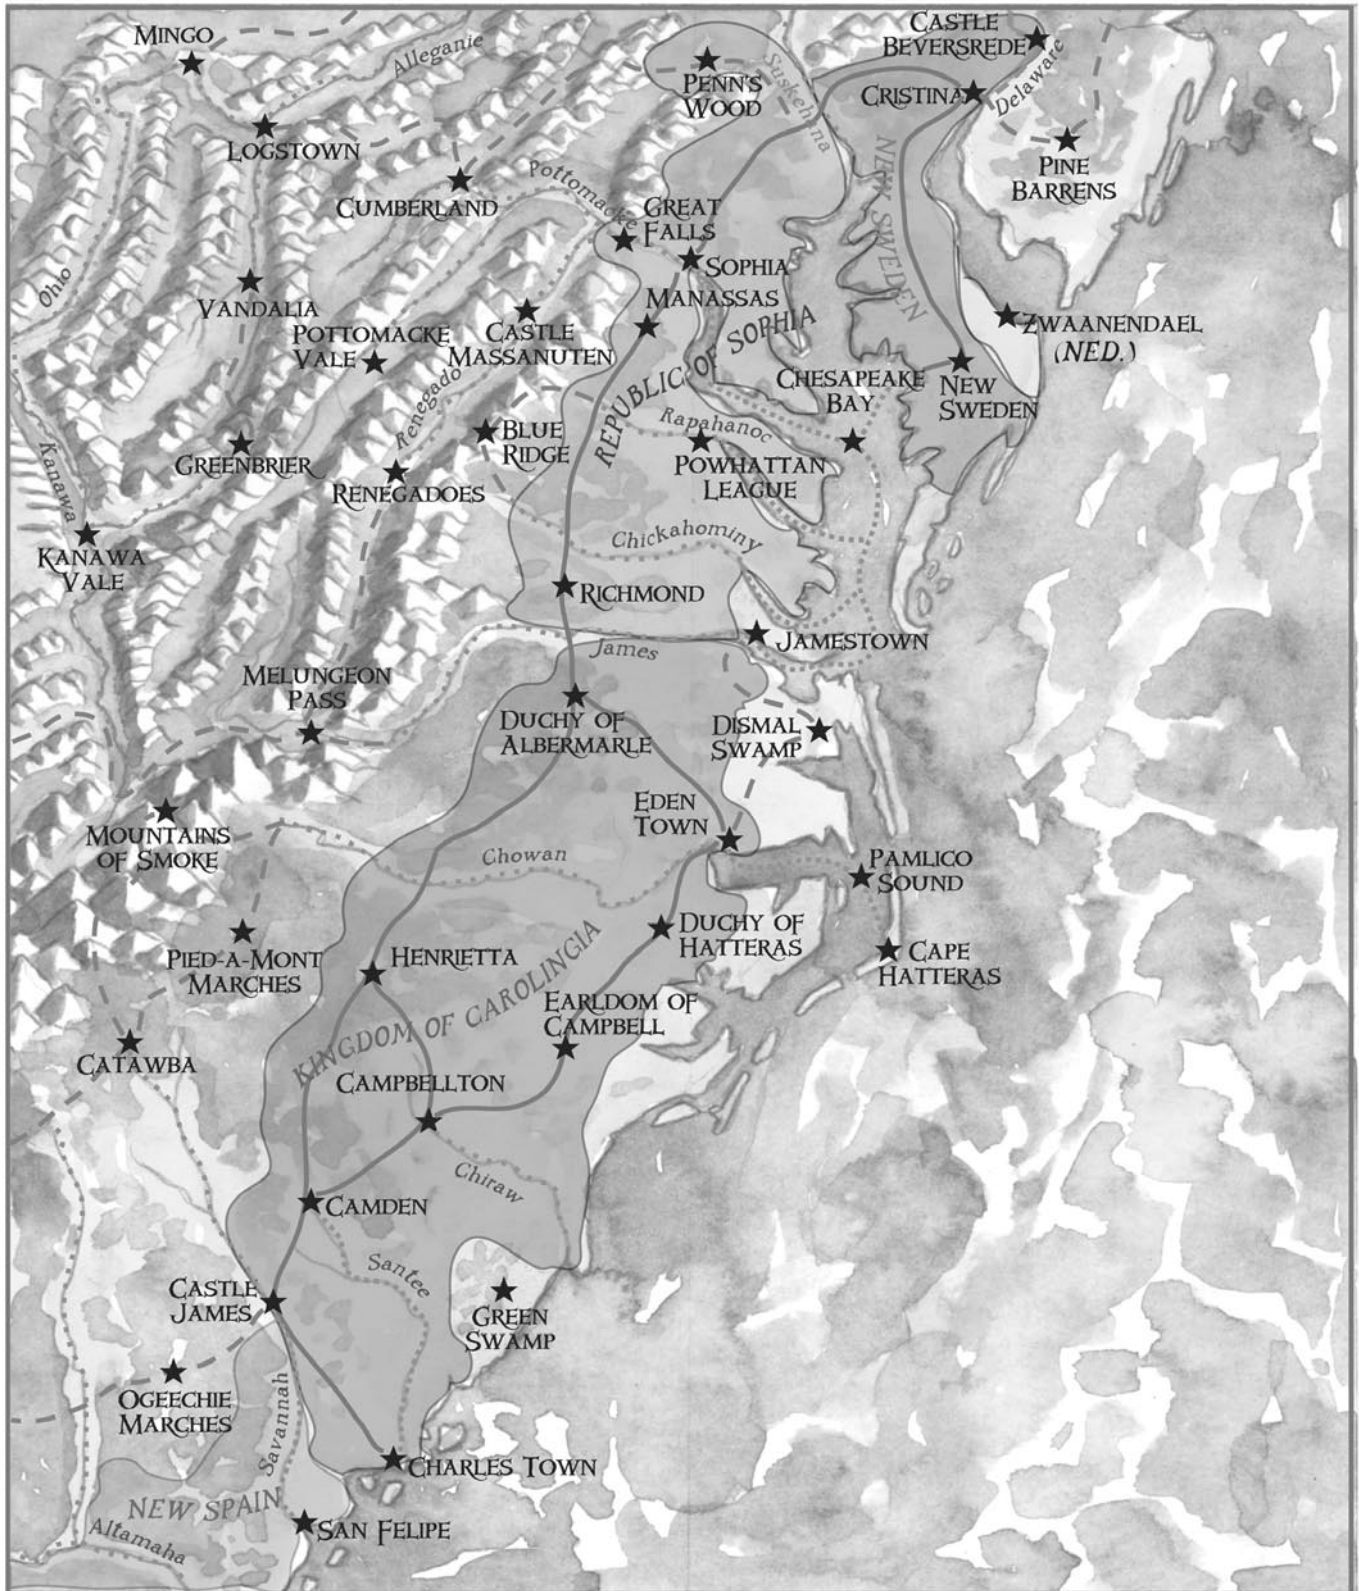 CASTLE
BEVERSREDE
MINGO
Alleganie
PENN'S
WOOD
Suskehana
CRISTINA
Delaware
LOGSTOWN
PINE
BARRENS
CUMBERLAND
Pottomacke
NEW SWEDEN
GREAT
FALLS
SOPHIA
Ohio
VANDALIA
MANASSAS
POTTOMACKE
VALE
CASTLE
MASSANUTEN
REPUBLIC OF SOPHIA
ZWAANENDAEL
(NED.)
CHESAPEAKE
BAY
NEW
SWEDEN
Renegado
Rapahanoc
BLUE
RIDGE
GREENBRIER
RENEGADOES
POWHATTAN
LEAGUE
Kanawa
KANAWA
VALE
Chickahominy
RICHMOND
JAMESTOWN
James
MELUNGEON
PASS
DUCHY OF
ALBERMARLE
DISMAL
SWAMP
EDEN
TOWN
MOUNTAINS
OF SMOKE
Chowan
PAMLICO
SOUND
DUCHY OF
HATTERAS
CAPE
HATTERAS
PIED-A-MONT
MARCHES
HENRIETTA
KINGDOM OF CAROLINGIA
EARLDOM OF
CAMPBELL
CATAWBA
CAMPBELLTON
Chiraw
CAMDEN
Santee
CASTLE
JAMES
GREEN
SWAMP
OGEECHIE
MARCHES
Savannah
CHARLES TOWN
NEW SPAIN
SAN FELIPE
Altamaha